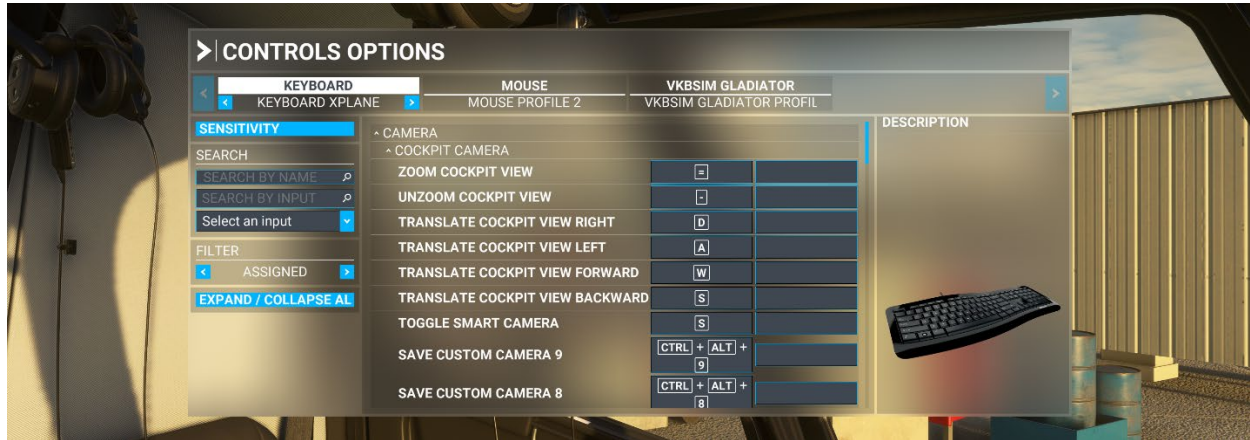 CONTROLS OPTIONS
KEYBOARD MOUSE VKBSIM GLADIATOR
KEYBOARD XPLANE MOUSE PROFILE 2 VKBSIM GLADIATOR PROFIL
SENSITIVITY
SEARCH
SEARCH BY NAME
SEARCH BY INPUT
Select an input
FILTER
ASSIGNED
EXPAND / COLLAPSE AL
CAMERA
COCKPIT CAMERA
ZOOM COCKPIT VIEW =
UNZOOM COCKPIT VIEW -
TRANSLATE COCKPIT VIEW RIGHT D
TRANSLATE COCKPIT VIEW LEFT A
TRANSLATE COCKPIT VIEW FORWARD W
TRANSLATE COCKPIT VIEW BACKWARD S
TOGGLE SMART CAMERA S
SAVE CUSTOM CAMERA 9 CTRL + ALT +
9
SAVE CUSTOM CAMERA 8 CTRL + ALT +
8
DESCRIPTION